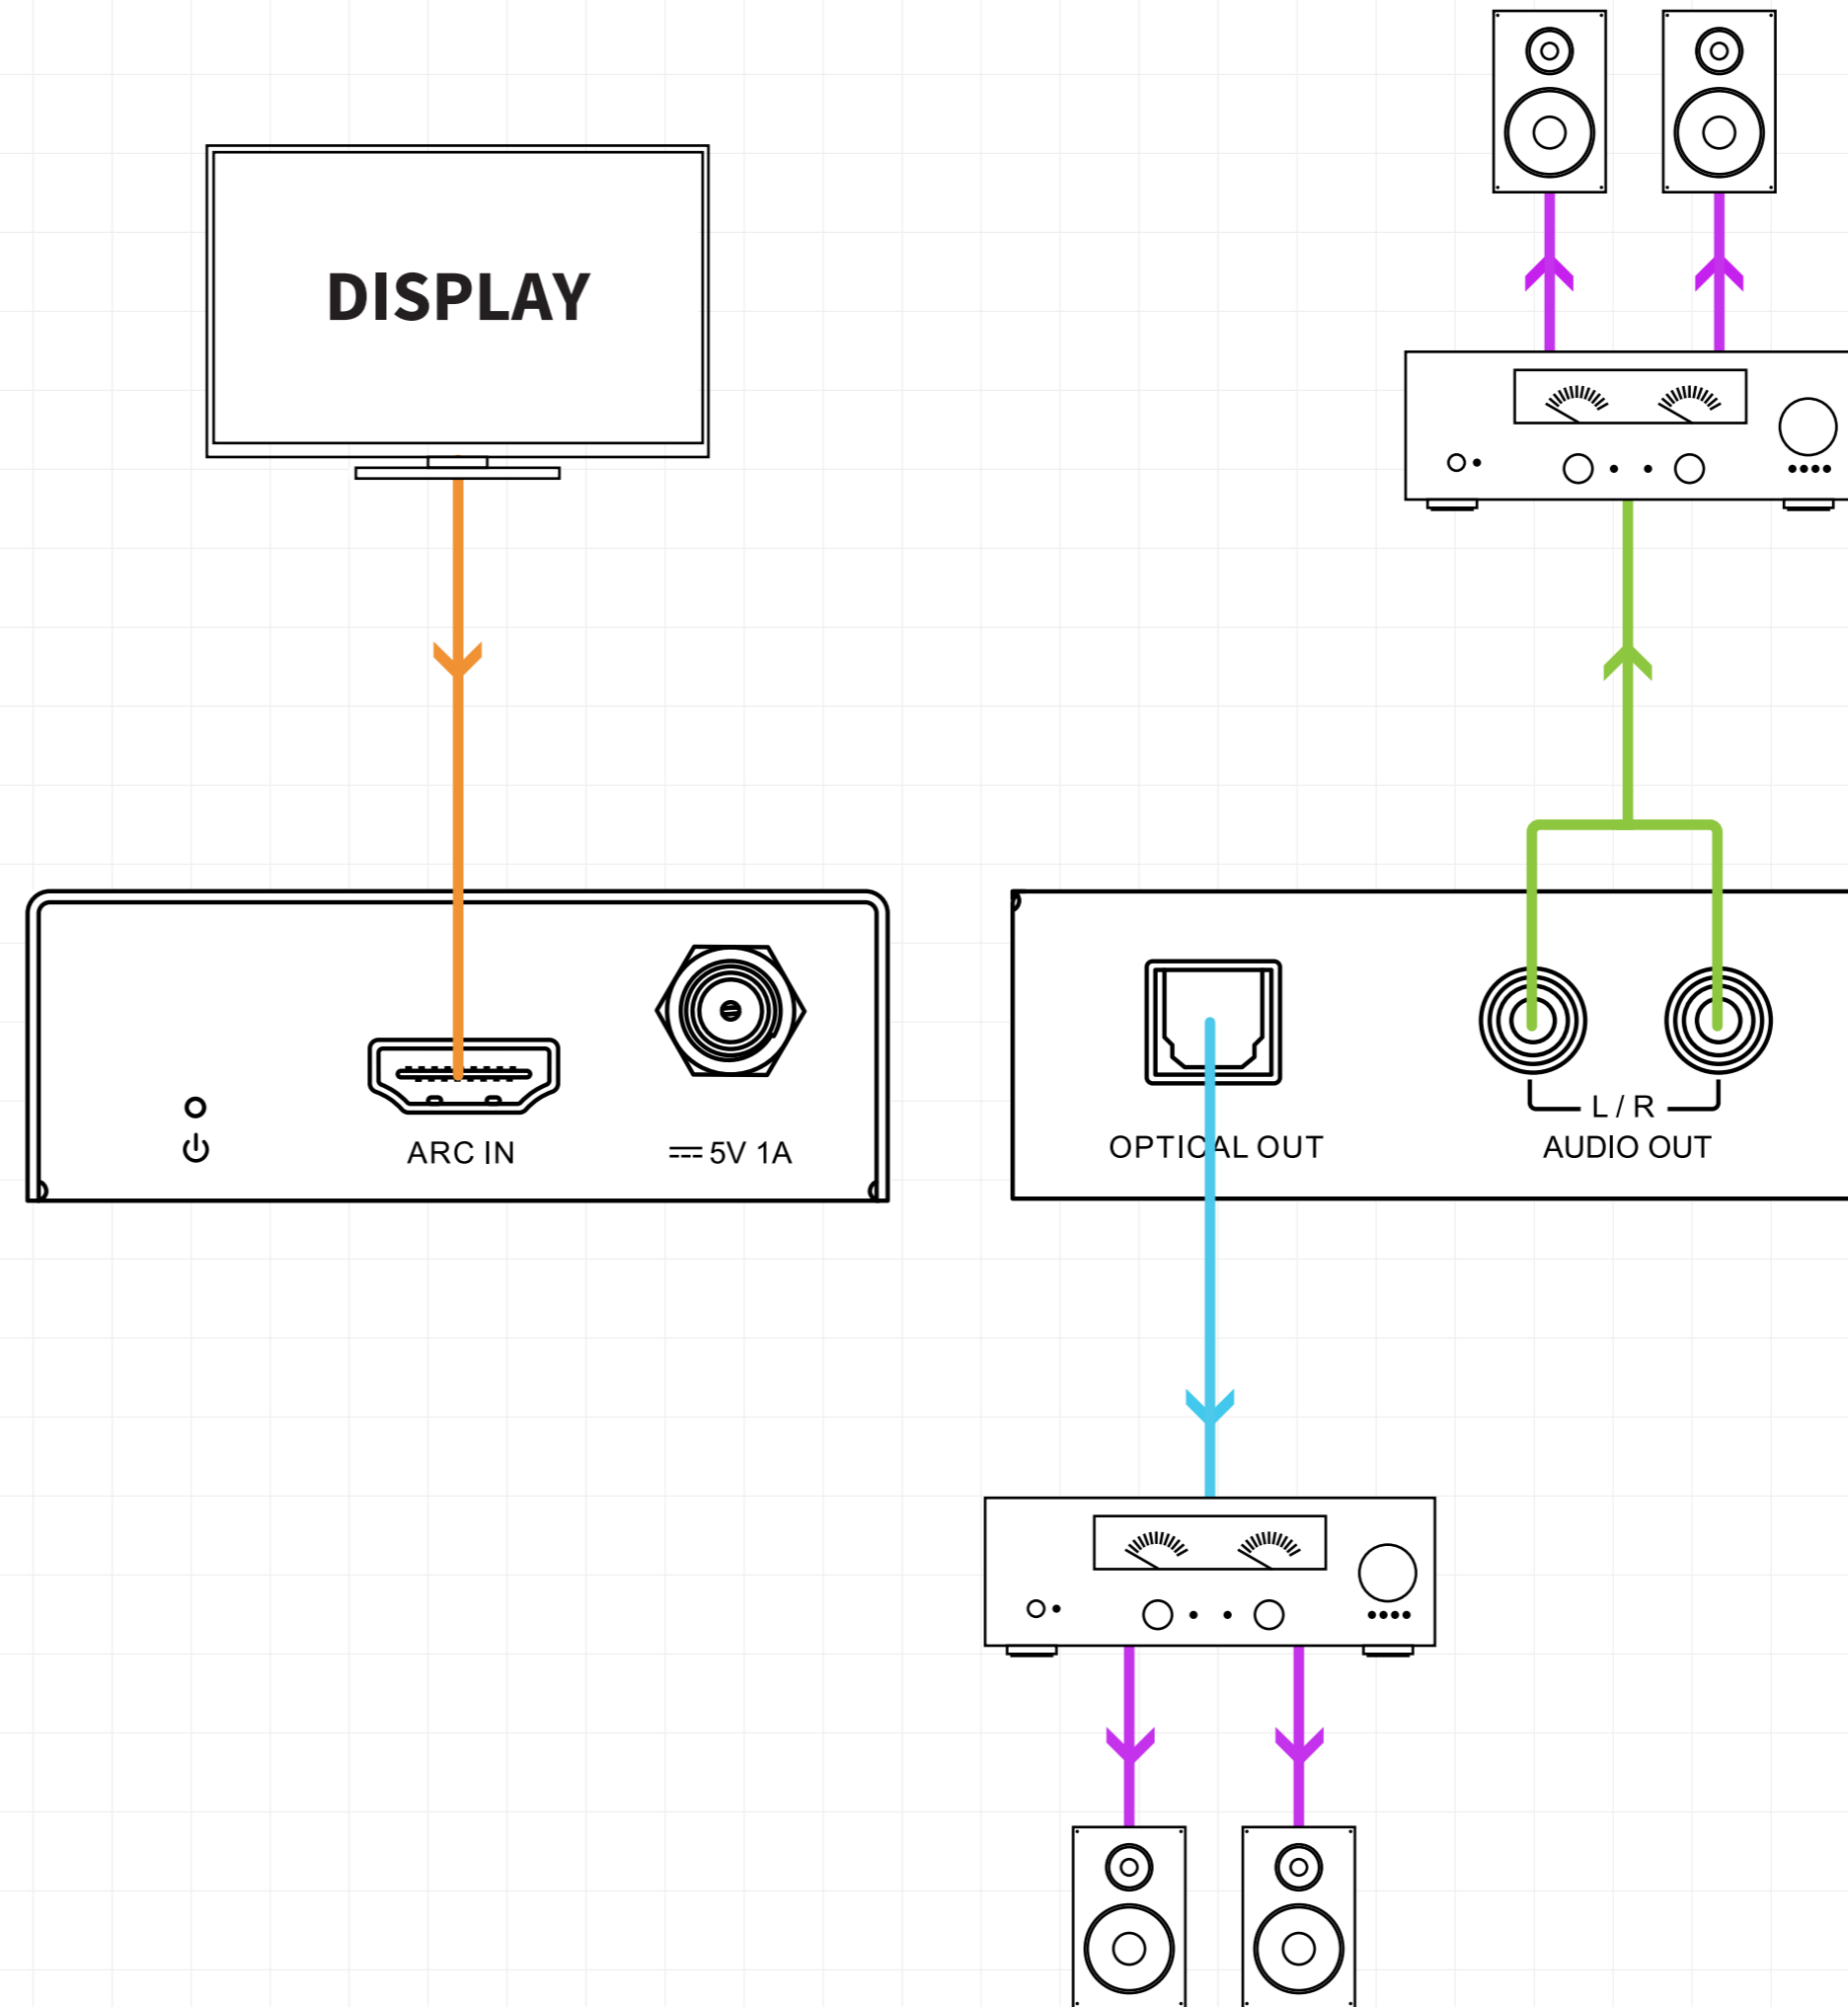 DISPLAY
ARC IN
5V 1A
OPTICAL OUT
L / R
AUDIO OUT